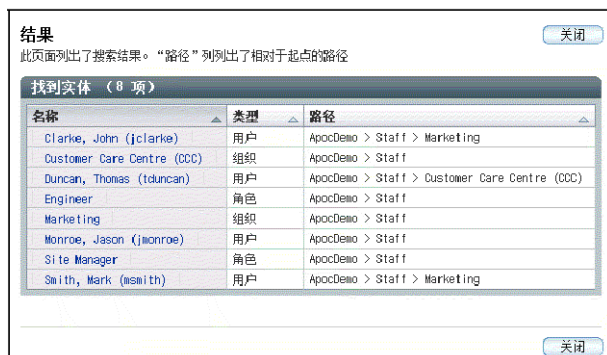 结果
关闭
此页面列出了搜索结果。“路径”列列出了相对于起点的路径
找到实体 （8 项）
名称 类型 路径
Clarke, John (jclarke) 用户 ApocDemo > Staff > Marketing
Customer Care Centre (CCC) 组织 ApocDemo > Staff
Duncan, Thomas (tduncan) 用户 ApocDemo > Staff > Customer Care Centre (CCC)
Engineer 角色 ApocDemo > Staff
Marketing 组织 ApocDemo > Staff
Monroe, Jason (jmonroe) 用户 ApocDemo > Staff
Site Manager 角色 ApocDemo > Staff
Smith, Mark (msmith) 用户 ApocDemo > Staff > Marketing
关闭